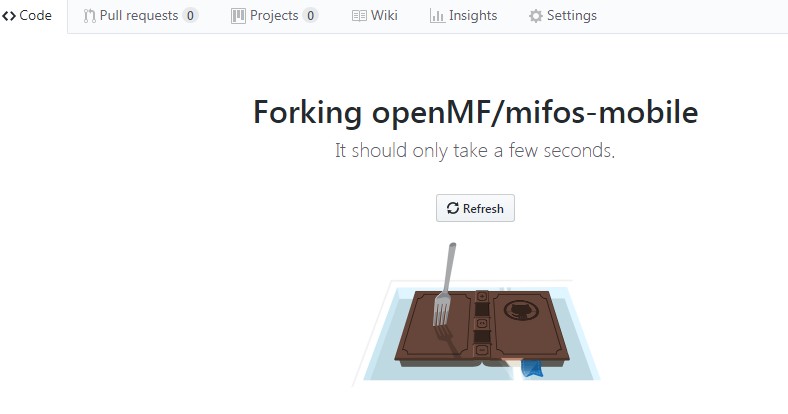 Code Pull requests 0 Projects 0 Wiki Insights Settings
Forking openMF/mifos-mobile
It should only take a few seconds.
Refresh